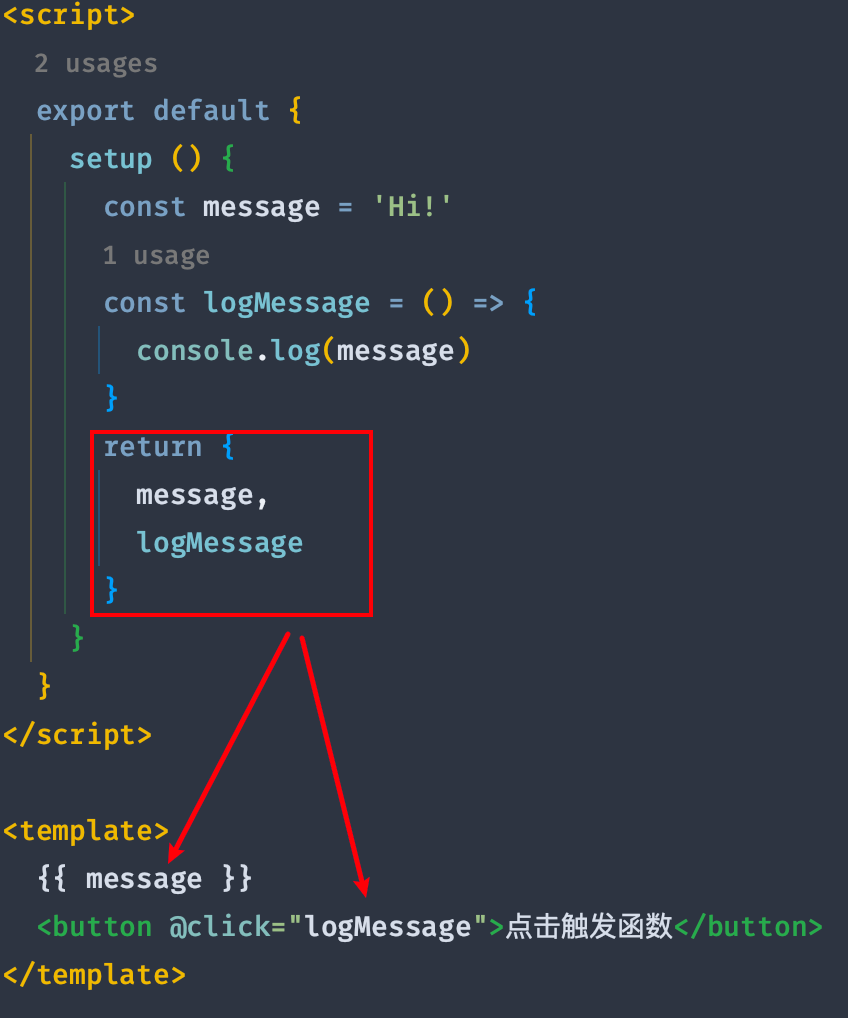 <script>
2 usages
export default {
setup () {
const message = 'Hi!'
1 usage
const logMessage = () => {
console.log(message)
}
return {
message,
logMessage
}
}
}
</script>
<template>
{{ message }}
<button @click="logMessage">点击触发函数</button>
</template>